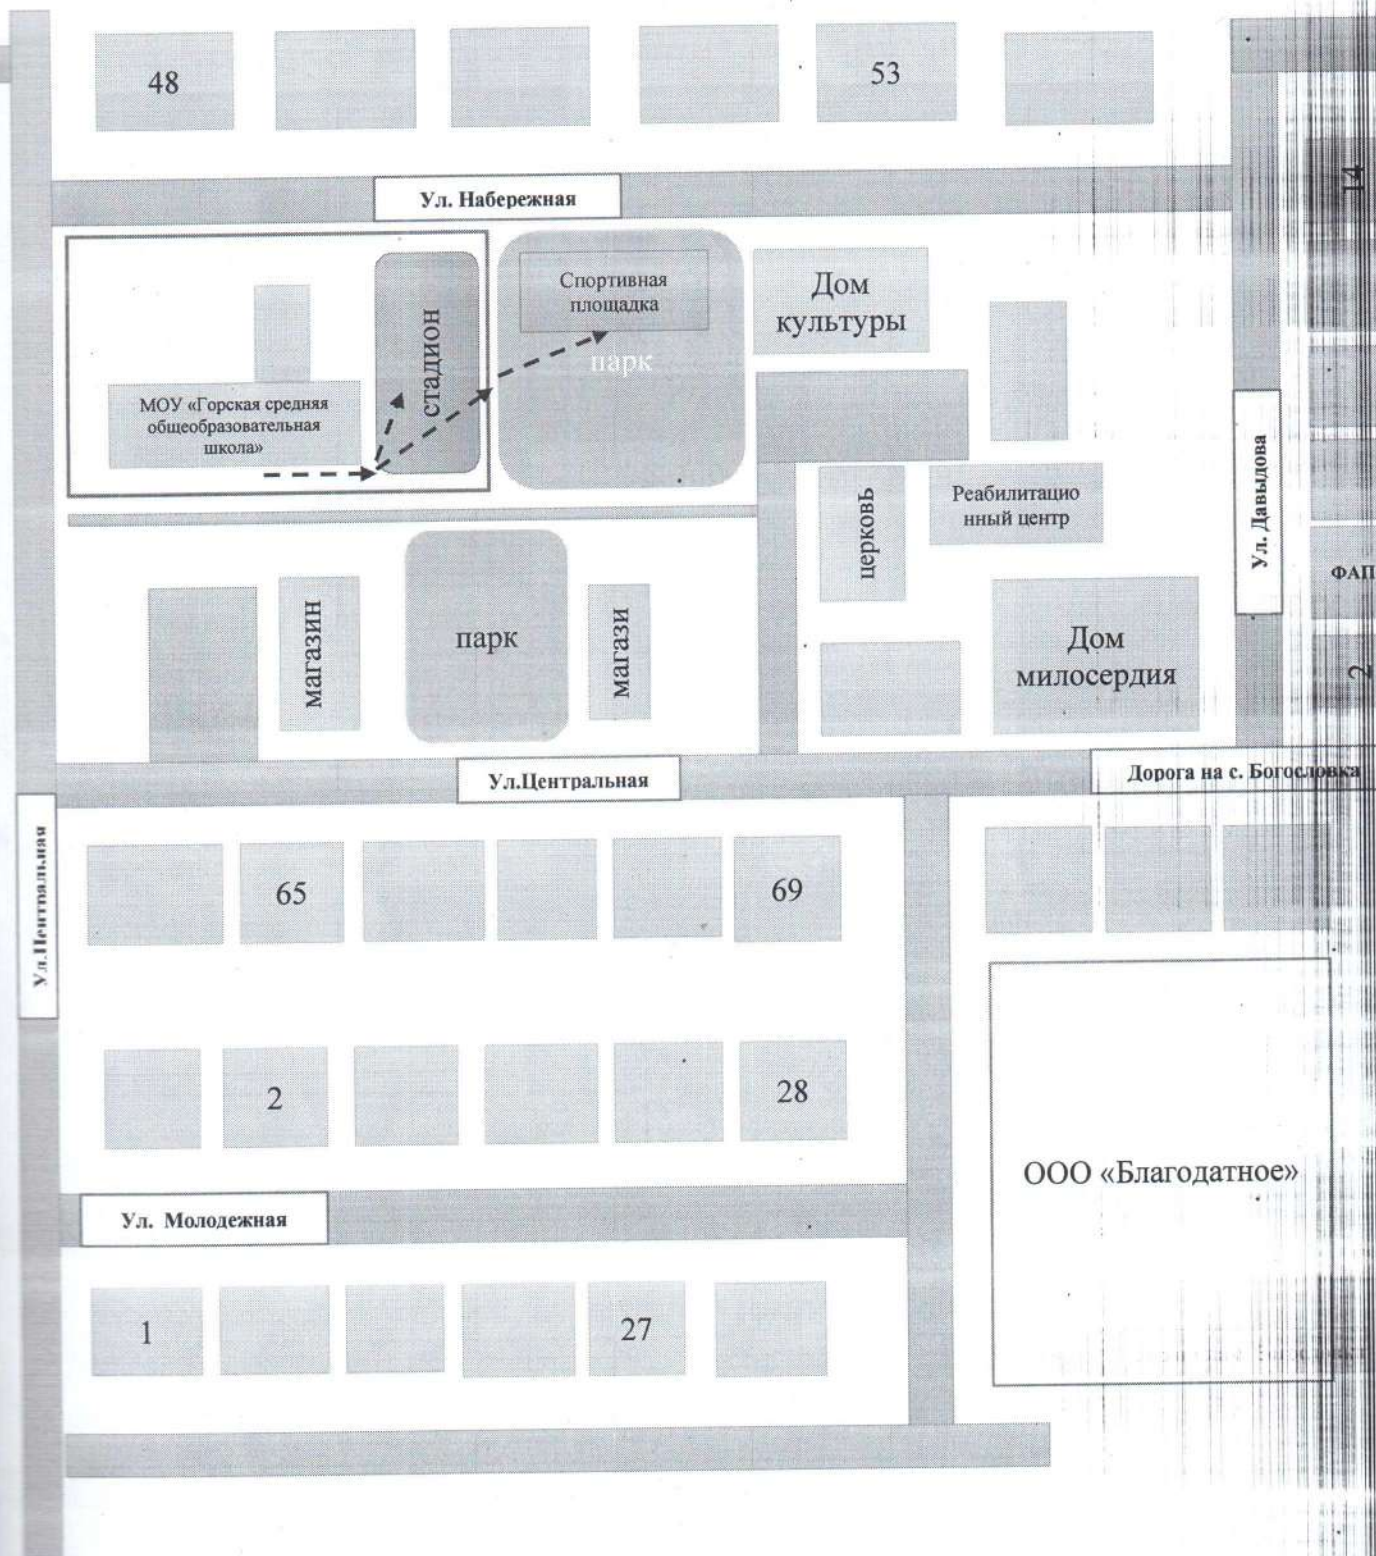 48
53
14
Ул. Набережная
Спортивная
площадка
парк
Дом
культуры
стадион
МОУ «Горская средняя
общеобразовательная
школа»
церковь
Реабилитацио
нный центр
Ул. Давыдова
ФАП
магазин
парк
магази
Дом
милосердия
2
Ул.Центральная
Дорога на с. Богословка
Ул.Центральная
65
69
2
28
ООО «Благодатное»
Ул. Молодежная
1
27